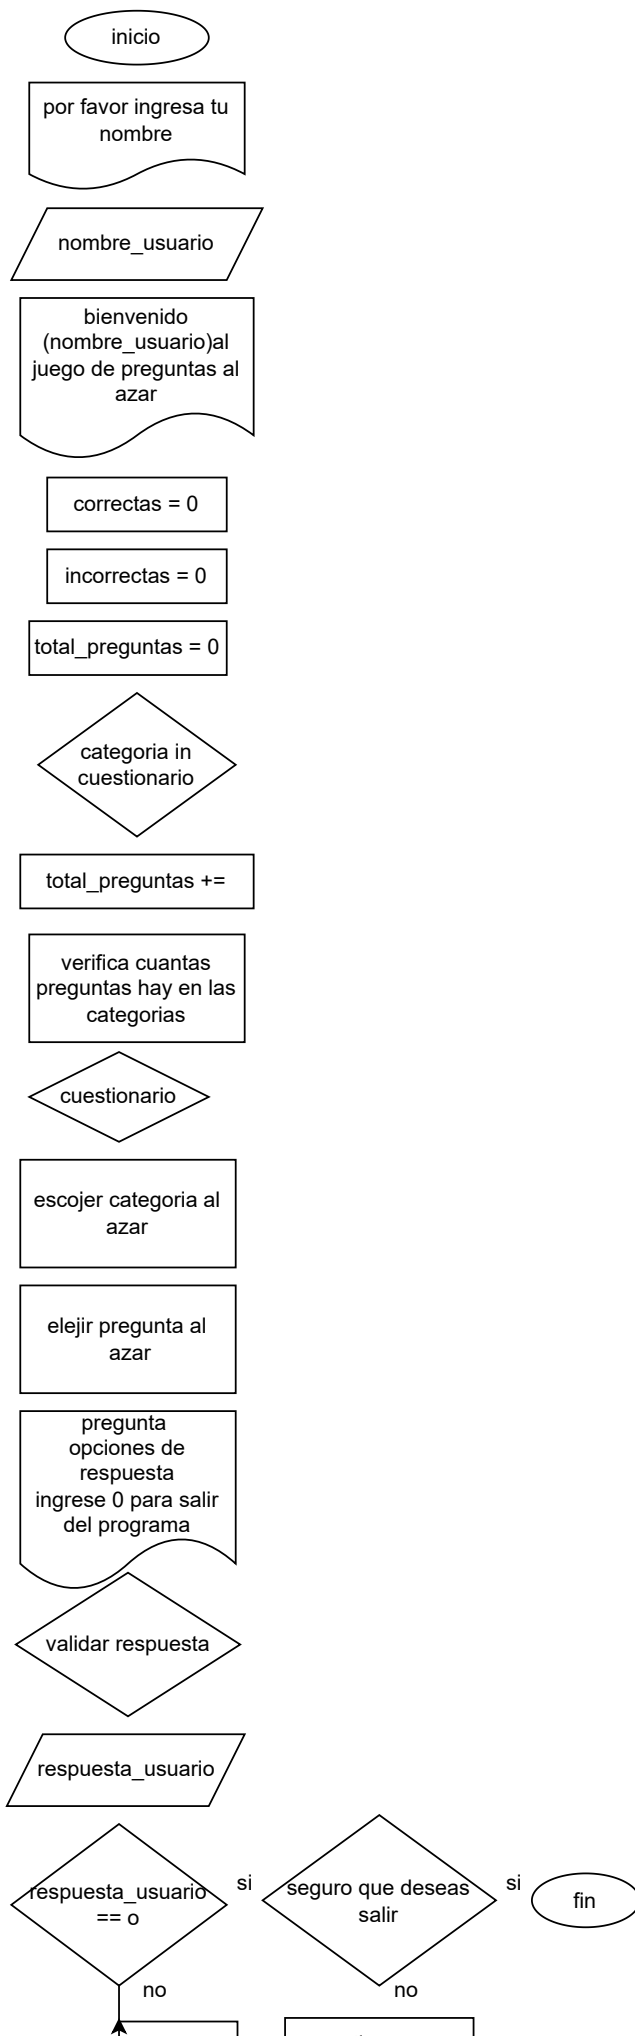 inicio
por favor ingresa tu
nombre
nombre_usuario
bienvenido
(nombre_usuario)al
juego de preguntas al
azar
correctas = 0
incorrectas = 0
total_preguntas = 0
categoria in
cuestionario
total_preguntas +=
verifica cuantas
preguntas hay en las
categorias
cuestionario
escojer categoria al
azar
elejir pregunta al
azar
pregunta
opciones de
respuesta
ingrese 0 para salir
del programa
validar respuesta
respuesta_usuario
respuesta_usuario
== o
si
seguro que deseas
salir
si
fin
no
no